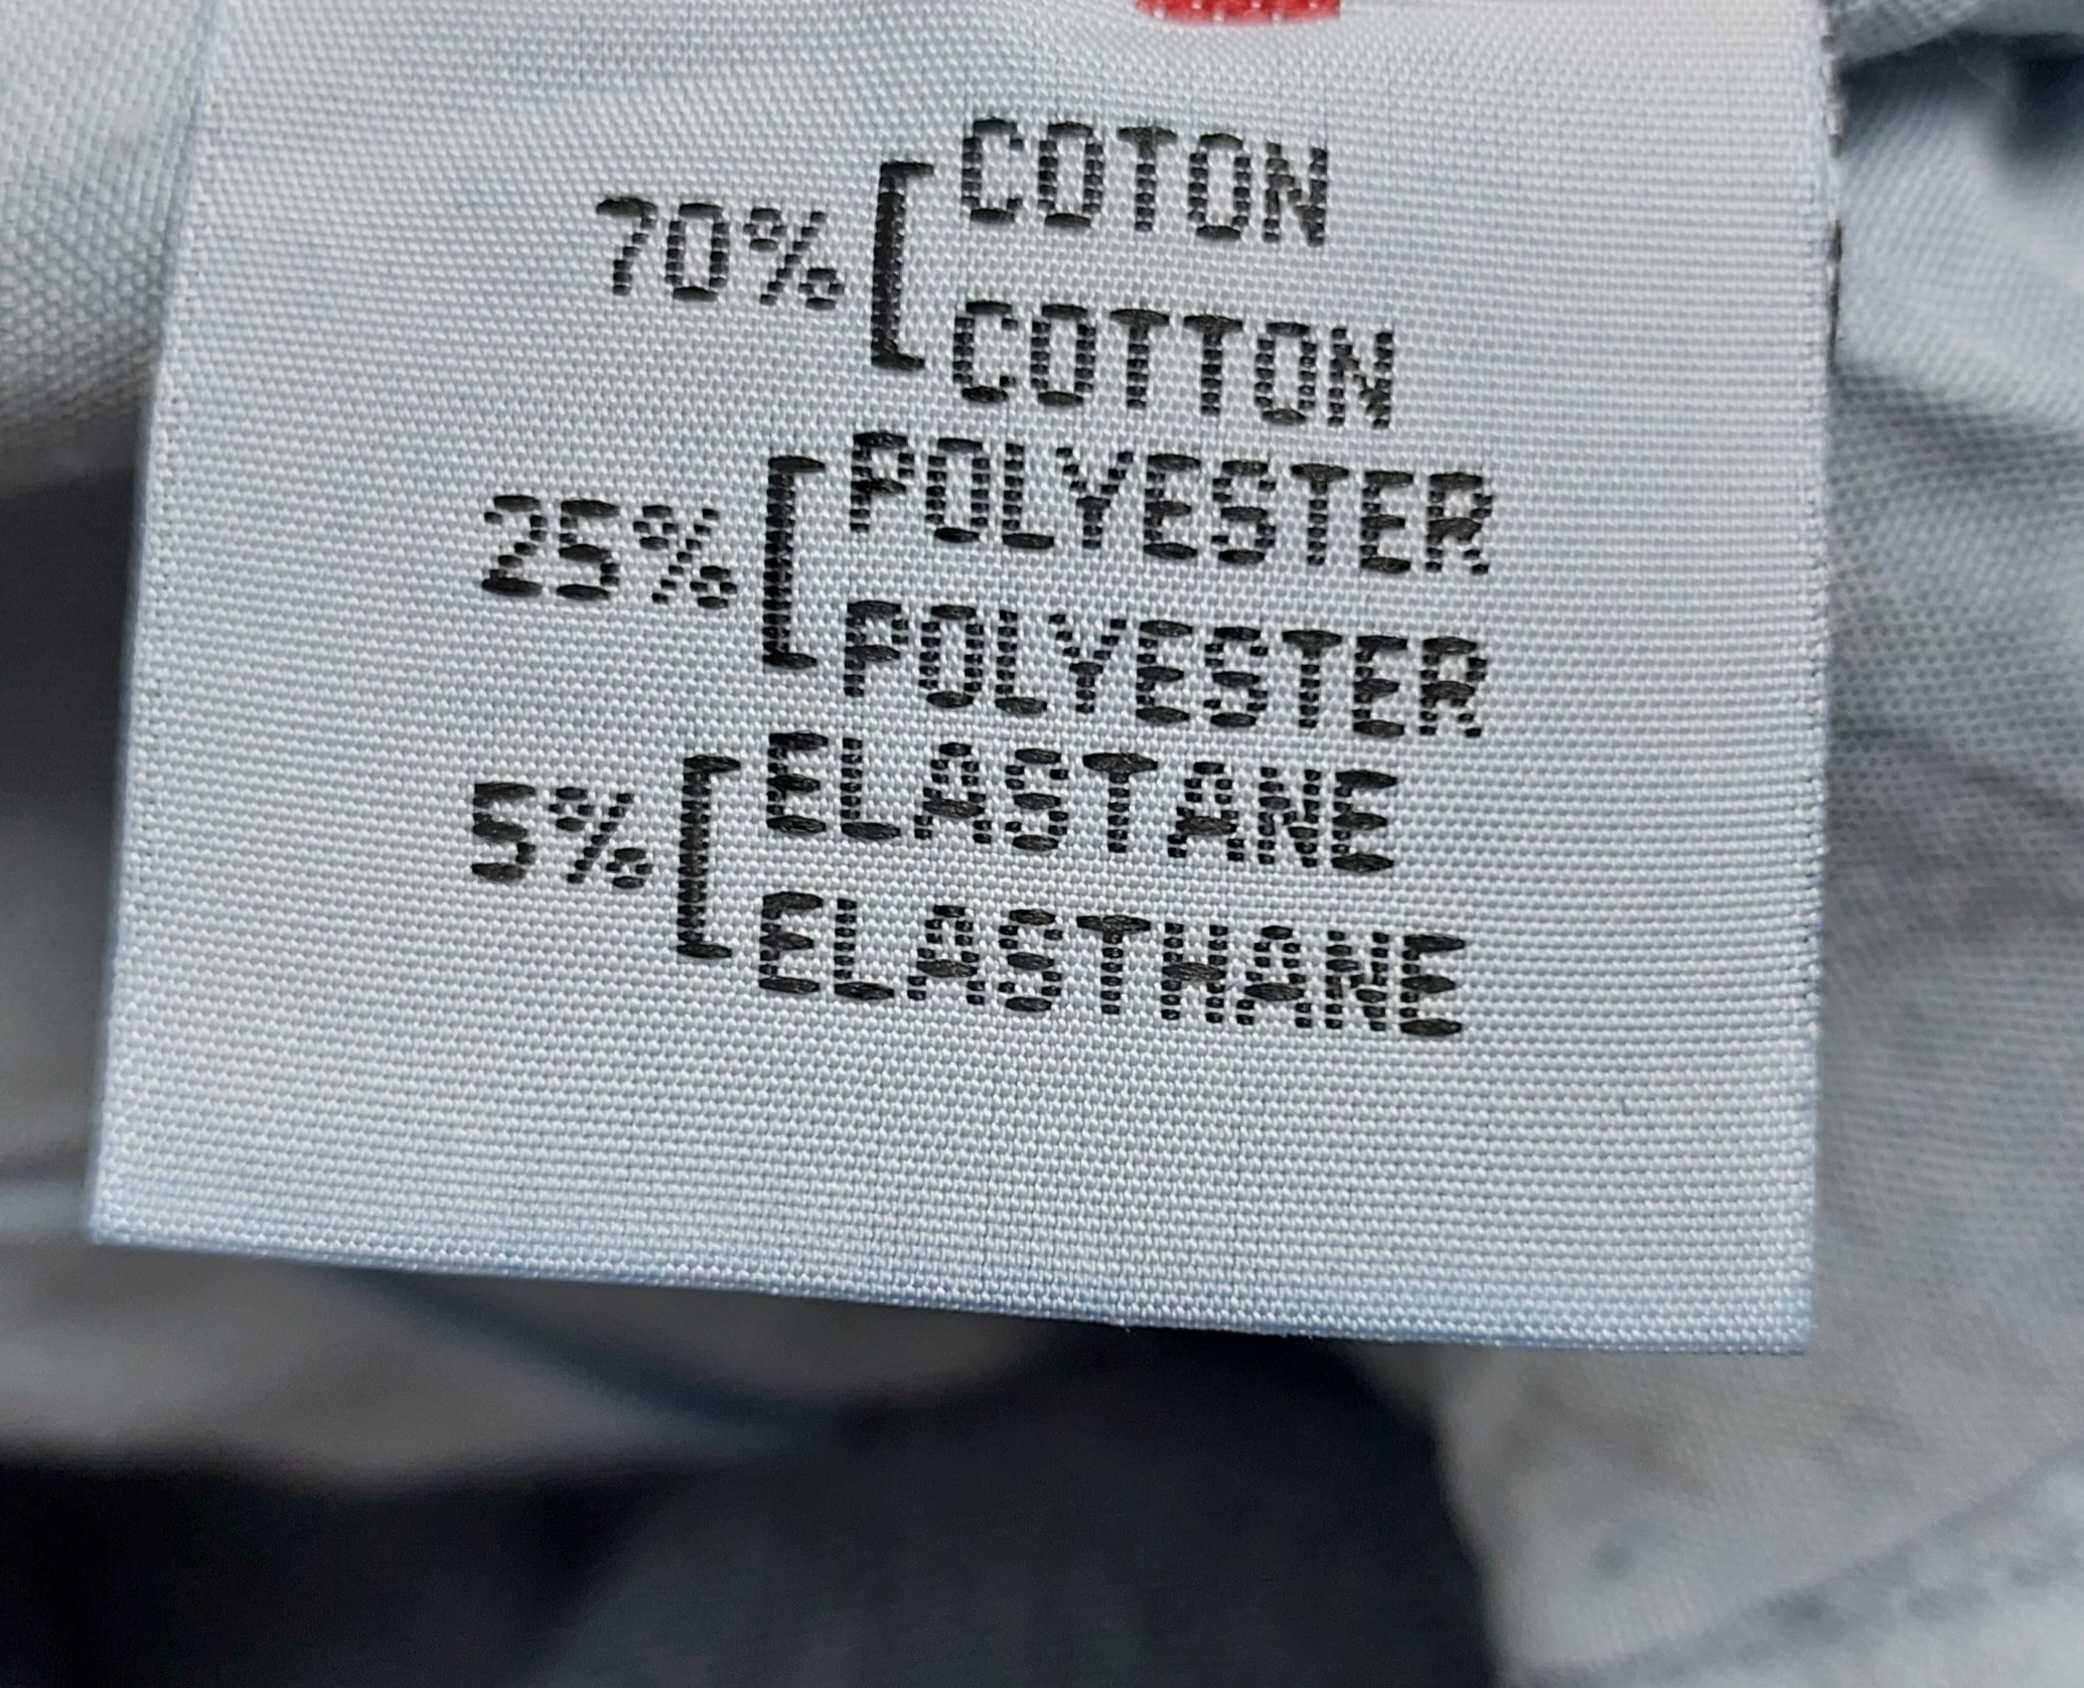 70% [ COTON
COTTON
25% [ POLYESTER
POLYESTER
5% [ ELASTANE
ELASTHANE